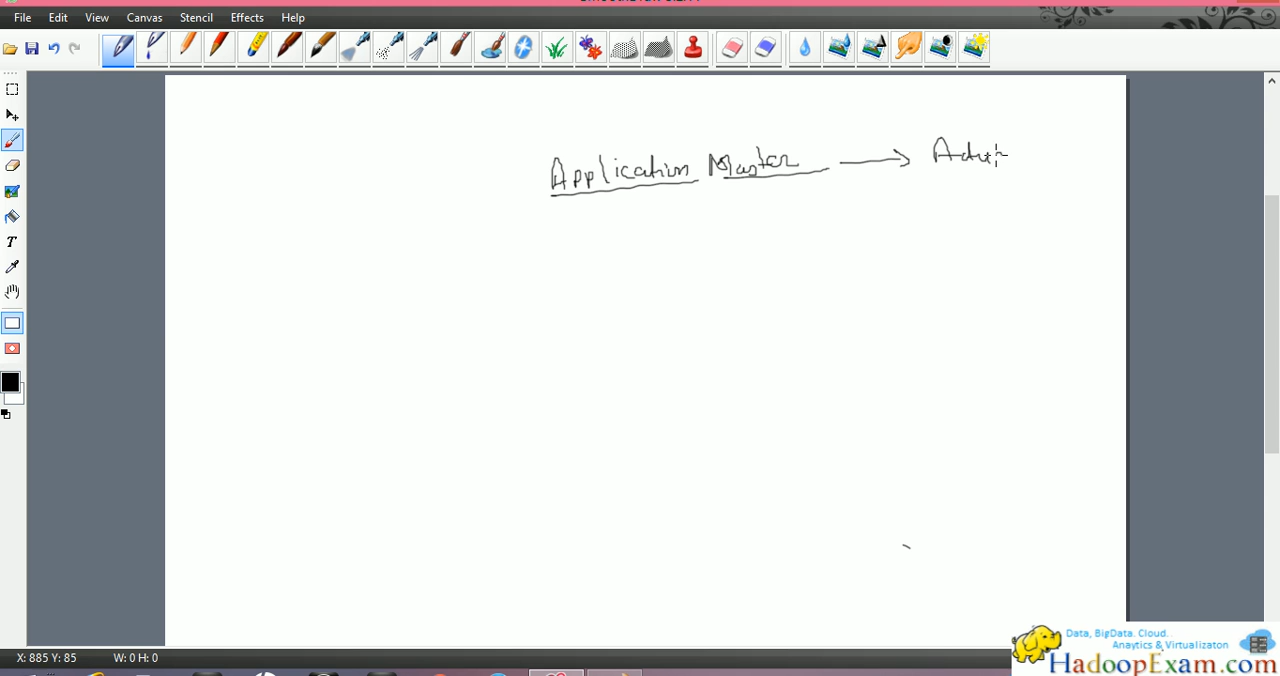 File Edit View Canvas Stencil Effects Help
Application Master
T
X: 885 Y: 85 W: 0 H: 0
Data, BigData. Cloud..
Anaytics & Virtualizaton
HadoopExam.com